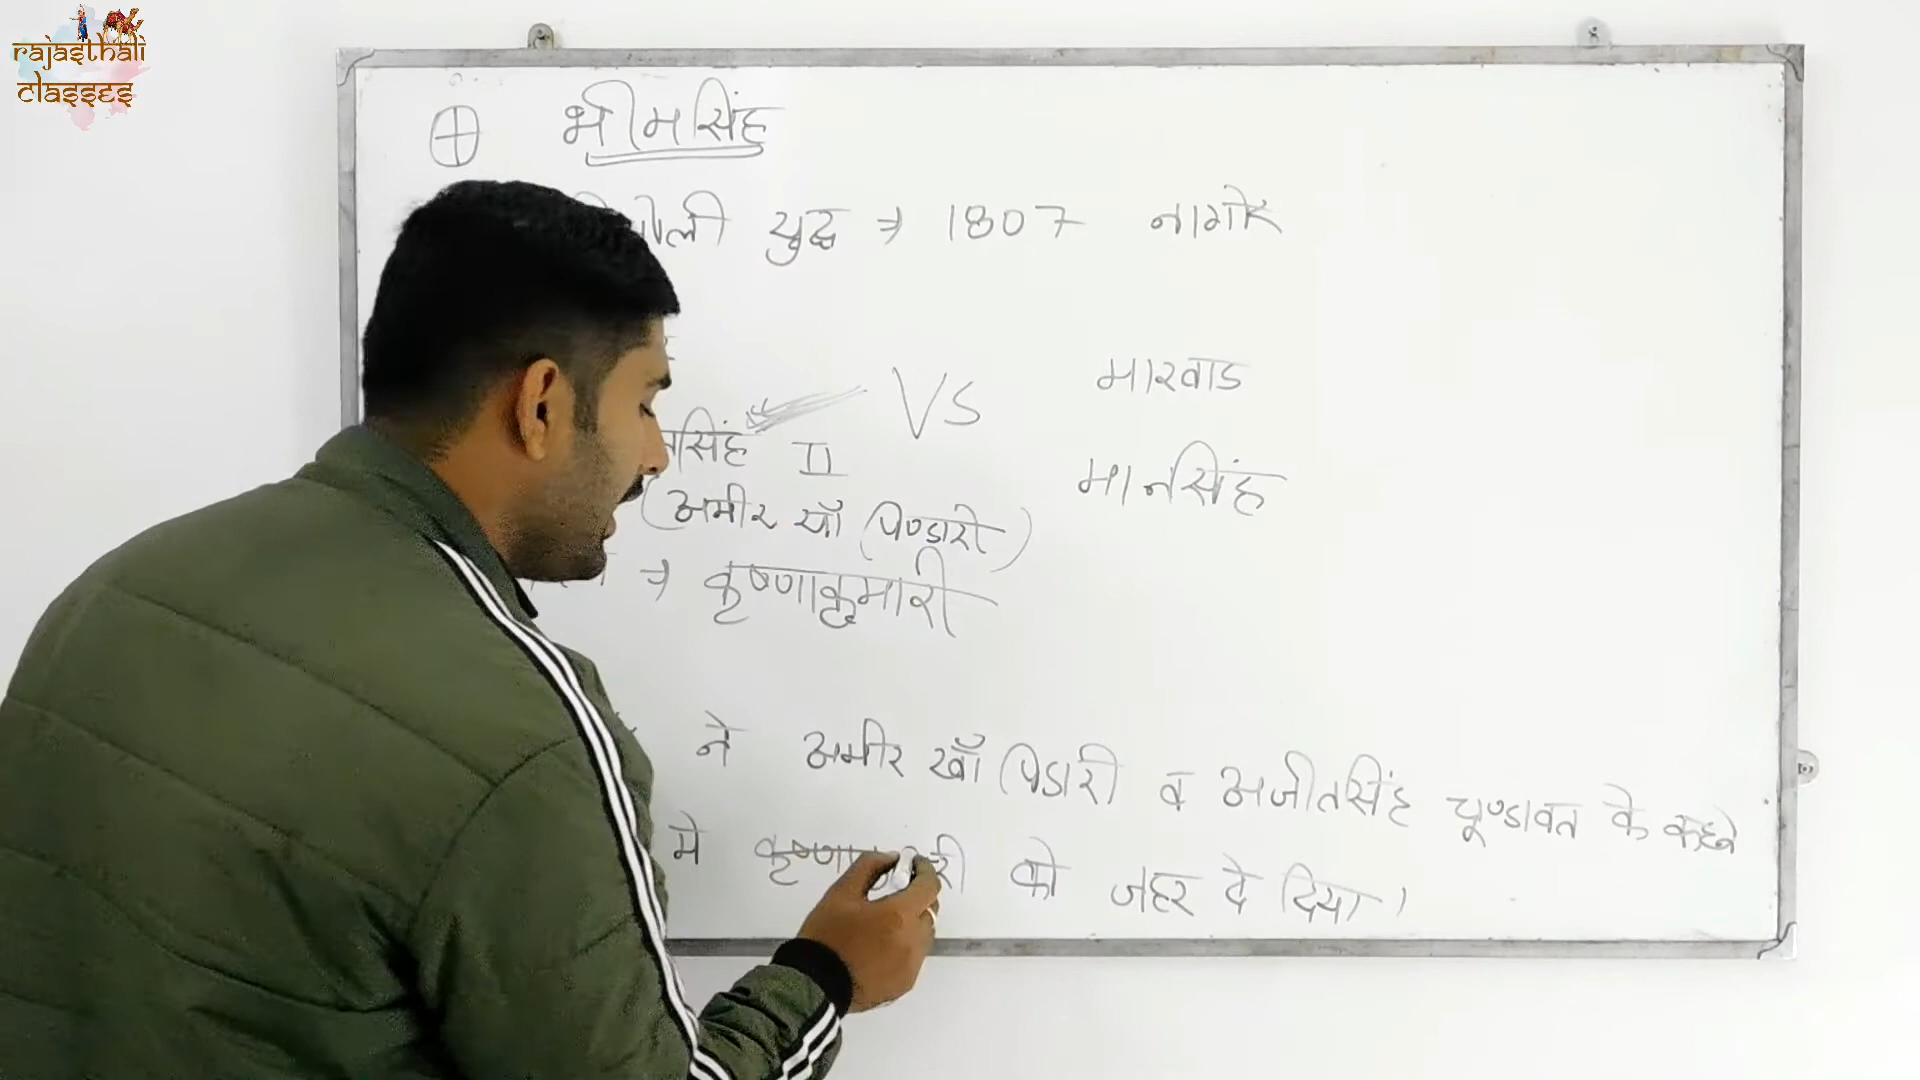 rajasthali
classes
भीमसिंह
युद्ध → 1807 नागौर
VS मारवाड
सिंह II मानसिंह
(अमीर खाँ पिण्डारी)
→ कृष्णाकुमारी
ने अमीर खाँ पिंडारी व अजीतसिंह चूण्डावत के कहने
मे को जहर दे दिया।